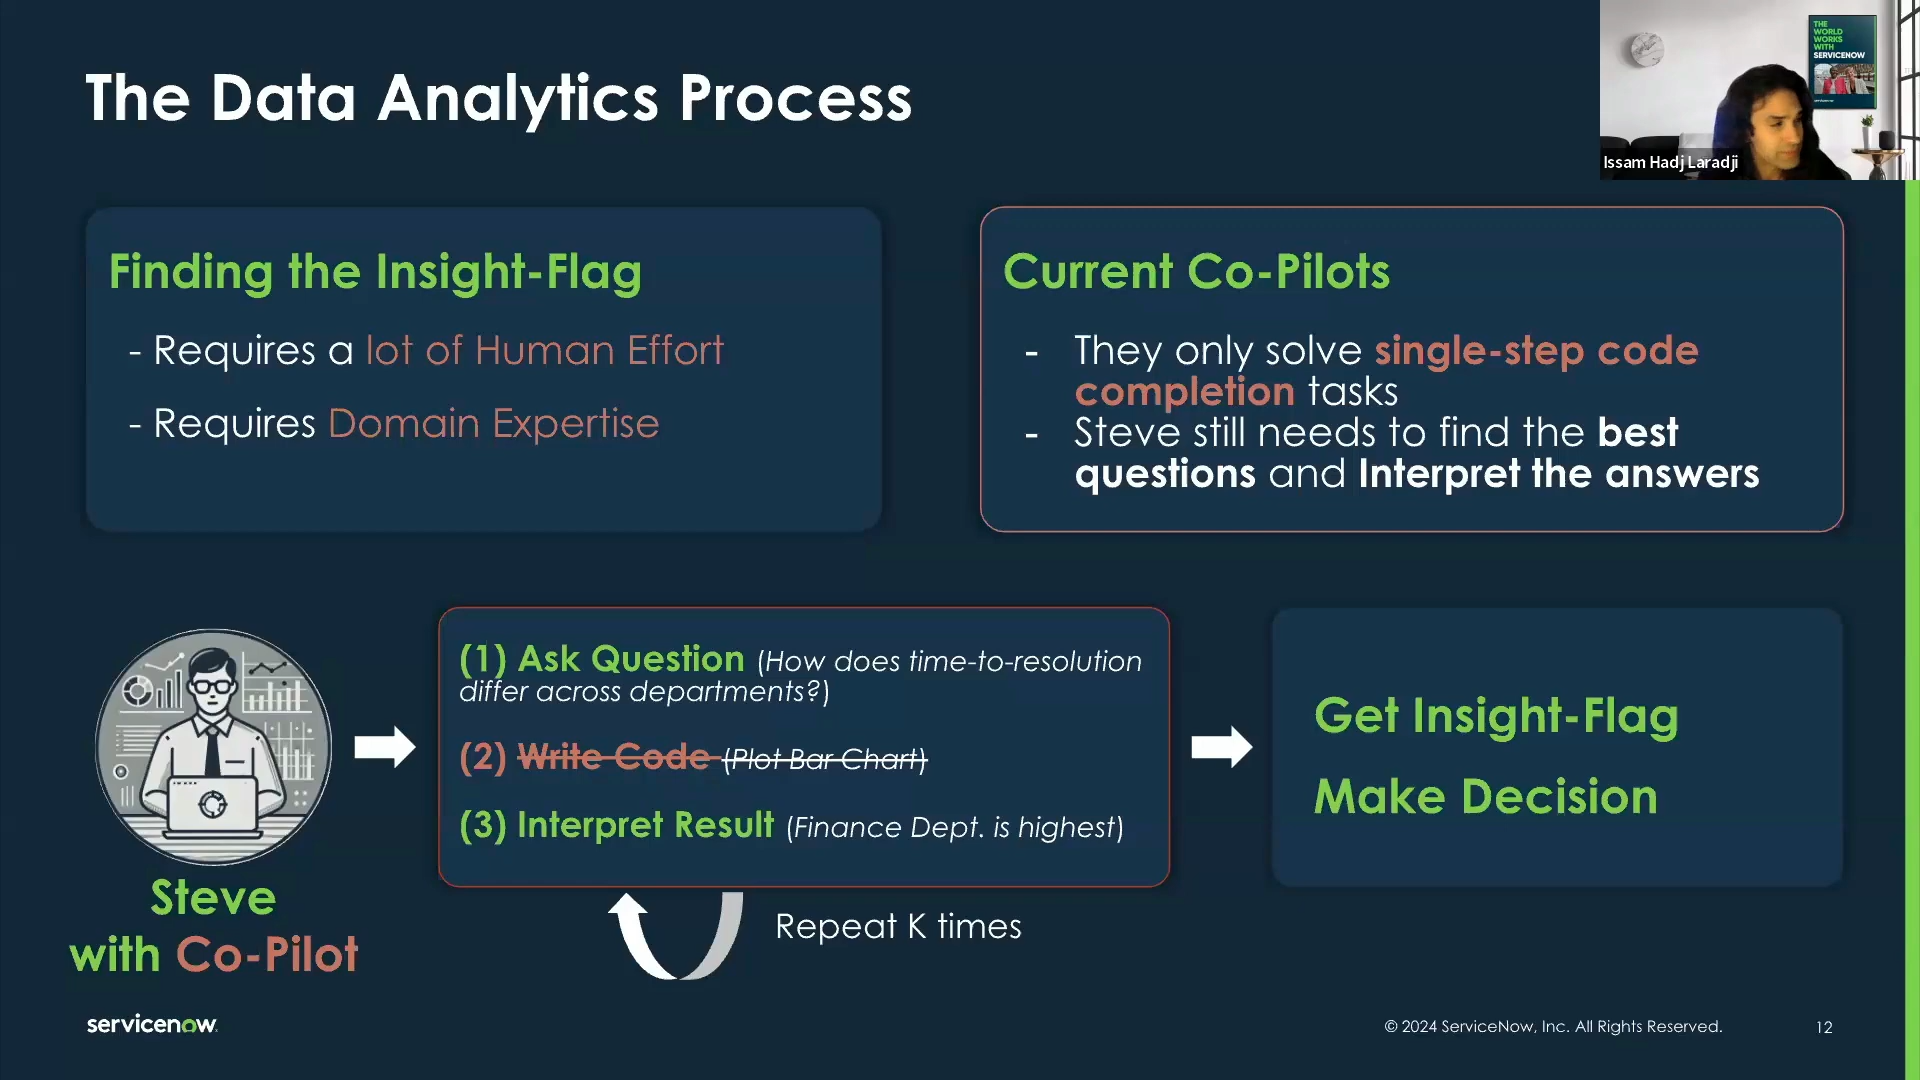 The Data Analytics Process
THE
WORLD
WORKS
WITH
SERVICENOW
Issam Hadj Laradji
Finding the Insight-Flag
- Requires a lot of Human Effort
- Requires Domain Expertise
Current Co-Pilots
- They only solve single-step code
completion tasks
- Steve still needs to find the best
questions and Interpret the answers
(1) Ask Question (How does time-to-resolution
differ across departments?)
(2) Write Code (Plot Bar Chart)
(3) Interpret Result (Finance Dept. is highest)
Get Insight-Flag
Make Decision
Steve
with Co-Pilot
Repeat K times
servicenow
© 2024 ServiceNow, Inc. All Rights Reserved.
12